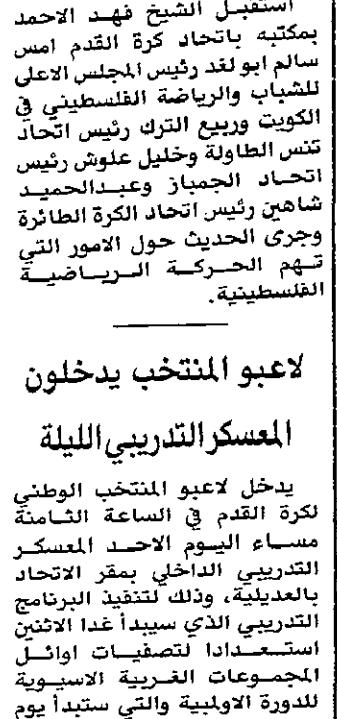 استقبل الشيخ فهد الاحمد
بمكتبه باتحاد كرة القدم امس
سالم ابو لغد رئيس المجلس الاعلى
للشباب والرياضة الفلسطيني في
الكويت وربيع الترك رئيس اتحاد
تنس الطاولة وخليل علوش رئيس
اتحاد الجمباز وعبدالحميد
شاهين رئيس اتحاد الكرة الطائرة
وجرى الحديث حول الامور التي
تهم الحركة الرياضية
الفلسطينية.
لاعبو المنتخب يدخلون
المعسكر التدريبي الليلة
يدخل لاعبو المنتخب الوطني
لكرة القدم في الساعة الثامنة
مساء اليوم الاحد المعسكر
التدريبي الداخلي بمقر الاتحاد
بالعديلية، وذلك لتنفيذ البرنامج
التدريبي الذي سيبدأ غدا الاثنين
استعدادا لتصفيات اوائل
المجموعات الغربية الاسيوية
للدورة الاولمبية والتي ستبدأ يوم